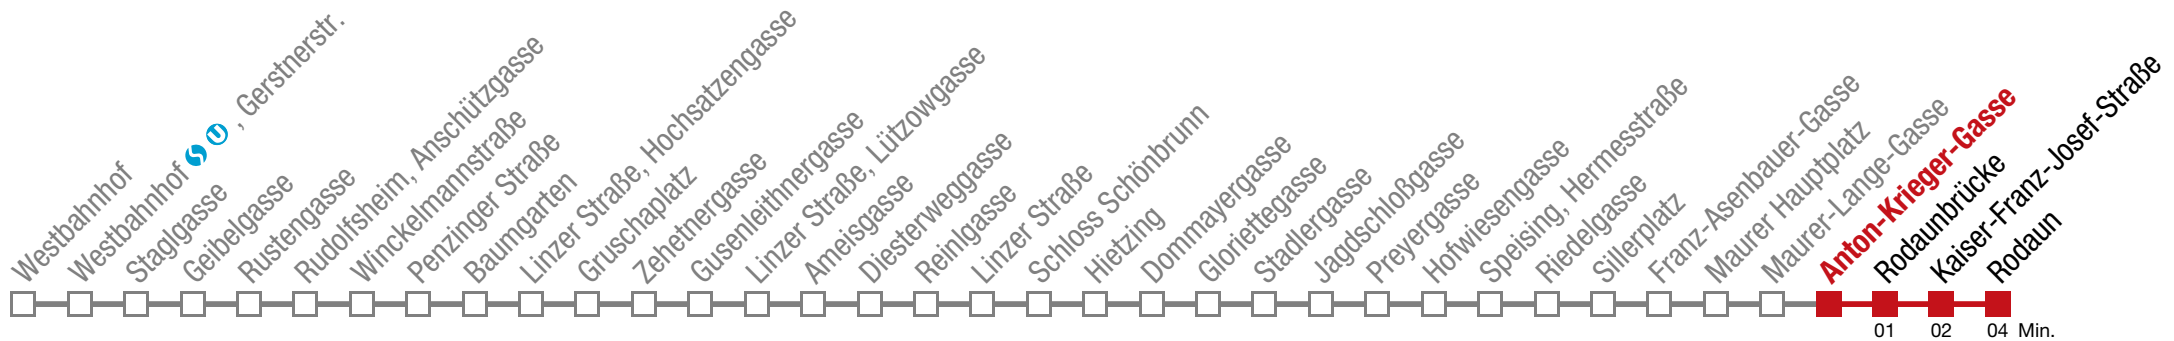 Westbahnhof
Westbahnhof S U, Gerstnerstr.
Staglgasse
Geibelgasse
Rustengasse
Rudolfsheim, Anschützgasse
Winckelmannstraße
Penzinger Straße
Baumgarten
Linzer Straße, Hochsatzengasse
Gruschaplatz
Zehetnergasse
Gusenleithnergasse
Linzer Straße, Lützowgasse
Ameisgasse
Diesterweggasse
Reinlgasse
Linzer Straße
Schloss Schönbrunn
Hietzing
Dommayergasse
Gloriettegasse
Stadlergasse
Jagdschloßgasse
Preyergasse
Hofwiesengasse
Speising, Hermesstraße
Riedelgasse
Sillerplatz
Franz-Asenbauer-Gasse
Maurer Hauptplatz
Maurer-Lange-Gasse
Anton-Krieger-Gasse
Rodaunbrücke
Kaiser-Franz-Josef-Straße
Rodaun
01 02 04 Min.